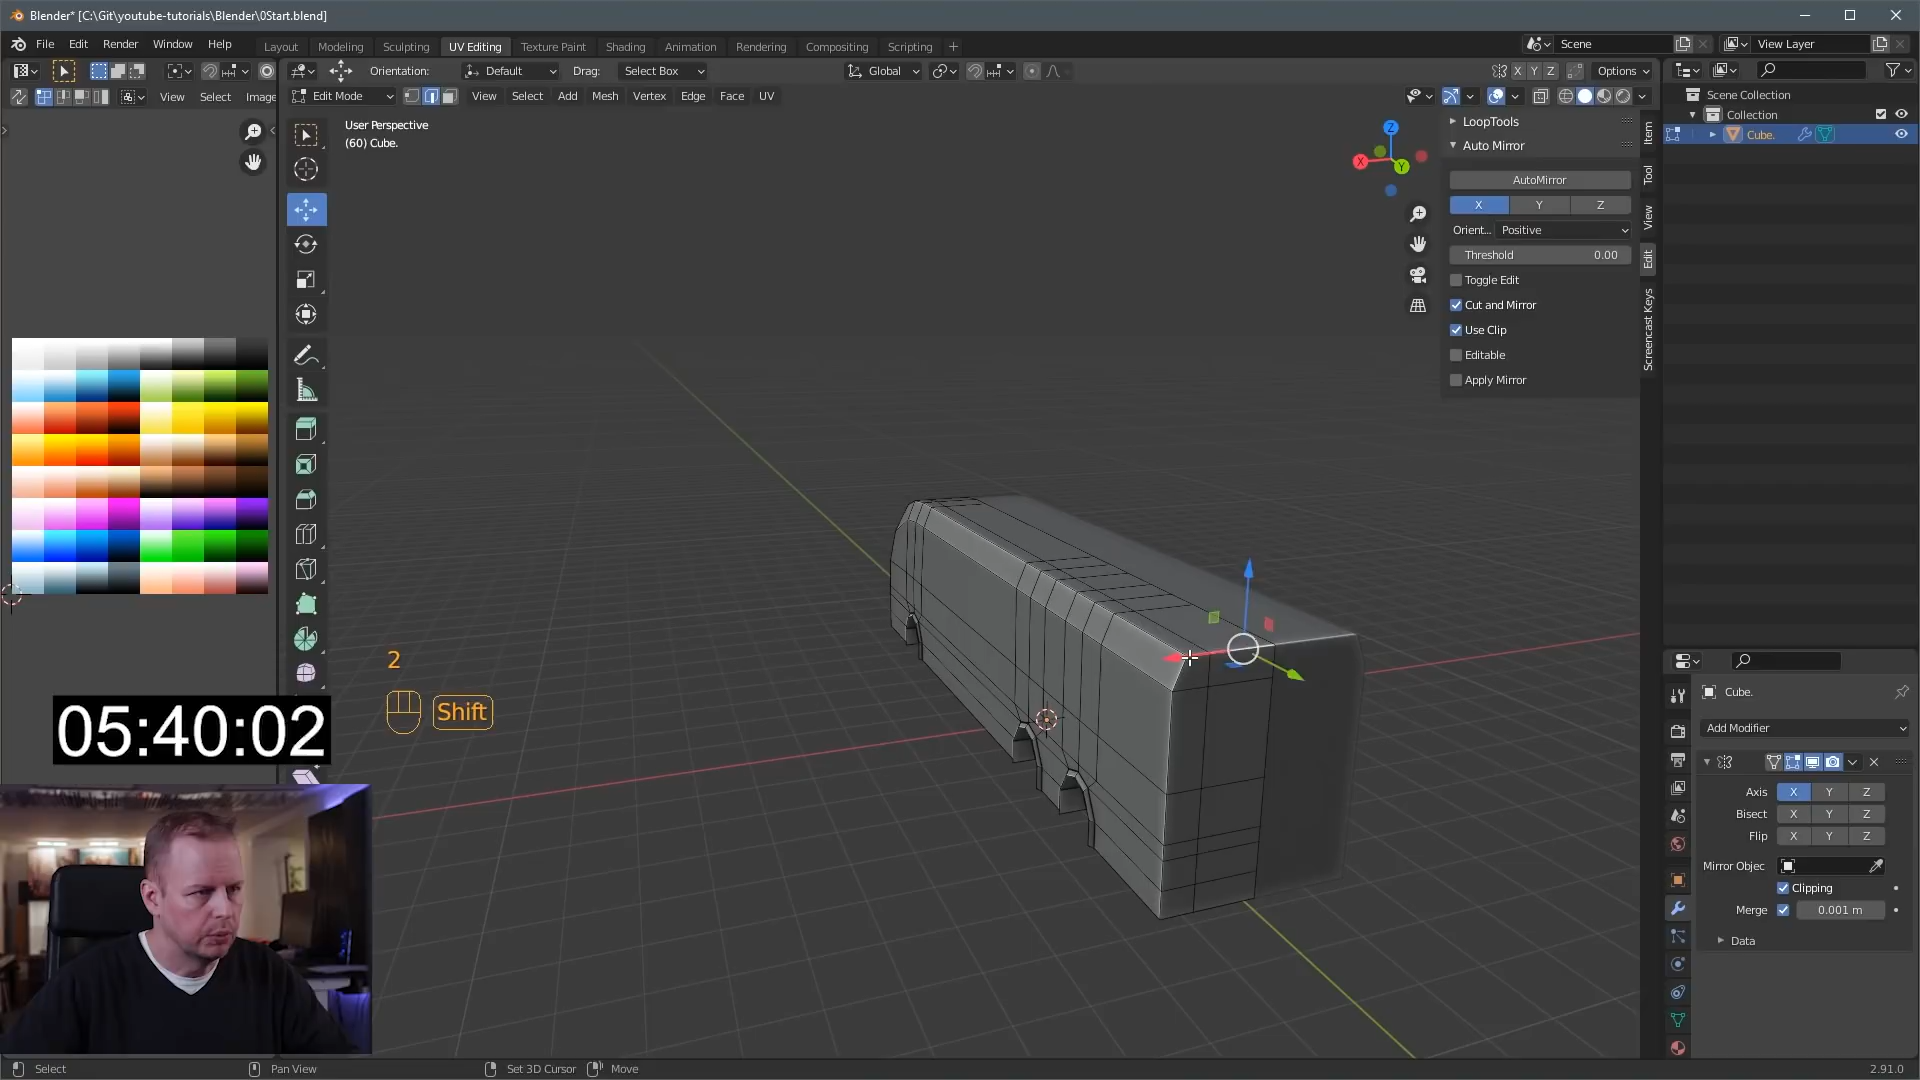 Blender* [C:\Git\youtube-tutorials\Blender\0Start.blend]
File Edit Render Window Help
Layout Modeling Sculpting UV Editing Texture Paint Shading Animation Rendering Compositing Scripting +
Scene
View Layer
Orientation: Default Drag: Select Box
Global
X Y Z
Options
View Select Image
Edit Mode View Select Add Mesh Vertex Edge Face UV
User Perspective
(60) Cube.
Z
X
Y
LoopTools
Auto Mirror
AutoMirror
X Y Z
Orient... Positive
Threshold 0.00
Toggle Edit
Cut and Mirror
Use Clip
Editable
Apply Mirror
Item
Tool
View
Edit
Screencast Keys
Scene Collection
Collection
Cube.
2
Shift
05:40:02
Cube.
Add Modifier
Axis X Y Z
Bisect X Y Z
Flip X Y Z
Mirror Objec
Clipping
Merge 0.001 m
Data
Select
Pan View
Set 3D Cursor
Move
2.91.0